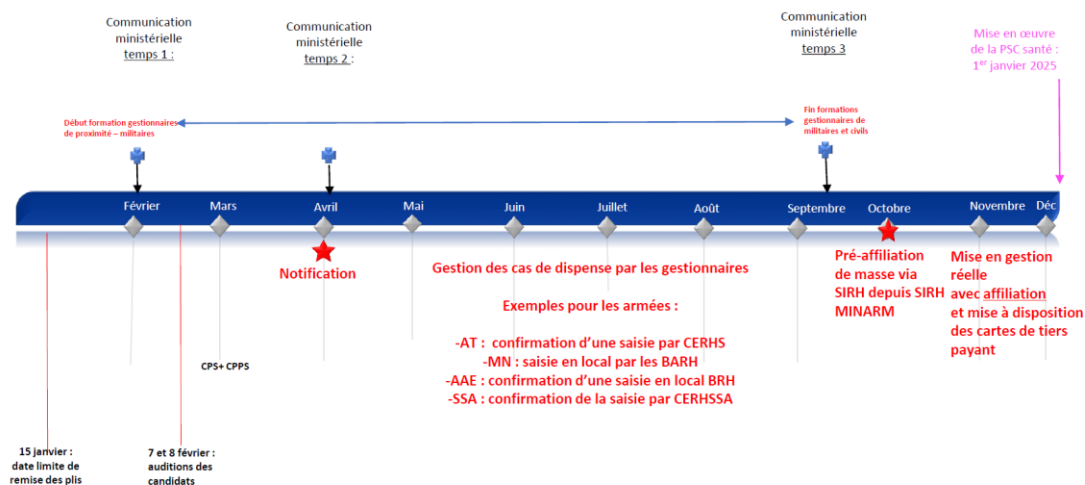 Communication
ministérielle
temps 1 :
Communication
ministérielle
temps 2 :
Communication
ministérielle
temps 3
Mise en œuvre
de la PSC santé :
1er janvier 2025
Début formation gestionnaires
de proximité – militaires
Fin formations
gestionnaires de
militaires et civils
Février
Mars
Avril
Mai
Juin
Juillet
Août
Septembre
Octobre
Novembre
Déc
Notification
Gestion des cas de dispense par les gestionnaires
Exemples pour les armées :
-AT : confirmation d'une saisie par CERHS
-MN : saisie en local par les BARH
-AAE : confirmation d'une saisie en local BRH
-SSA : confirmation de la saisie par CERHSSA
Pré-affiliation
de masse via
SIRH depuis SIRH
MINARM
Mise en gestion
réelle
avec affiliation
et mise à disposition
des cartes de tiers
payant
CPS+ CPPS
15 janvier :
date limite de
remise des plis
7 et 8 février :
auditions des
candidats